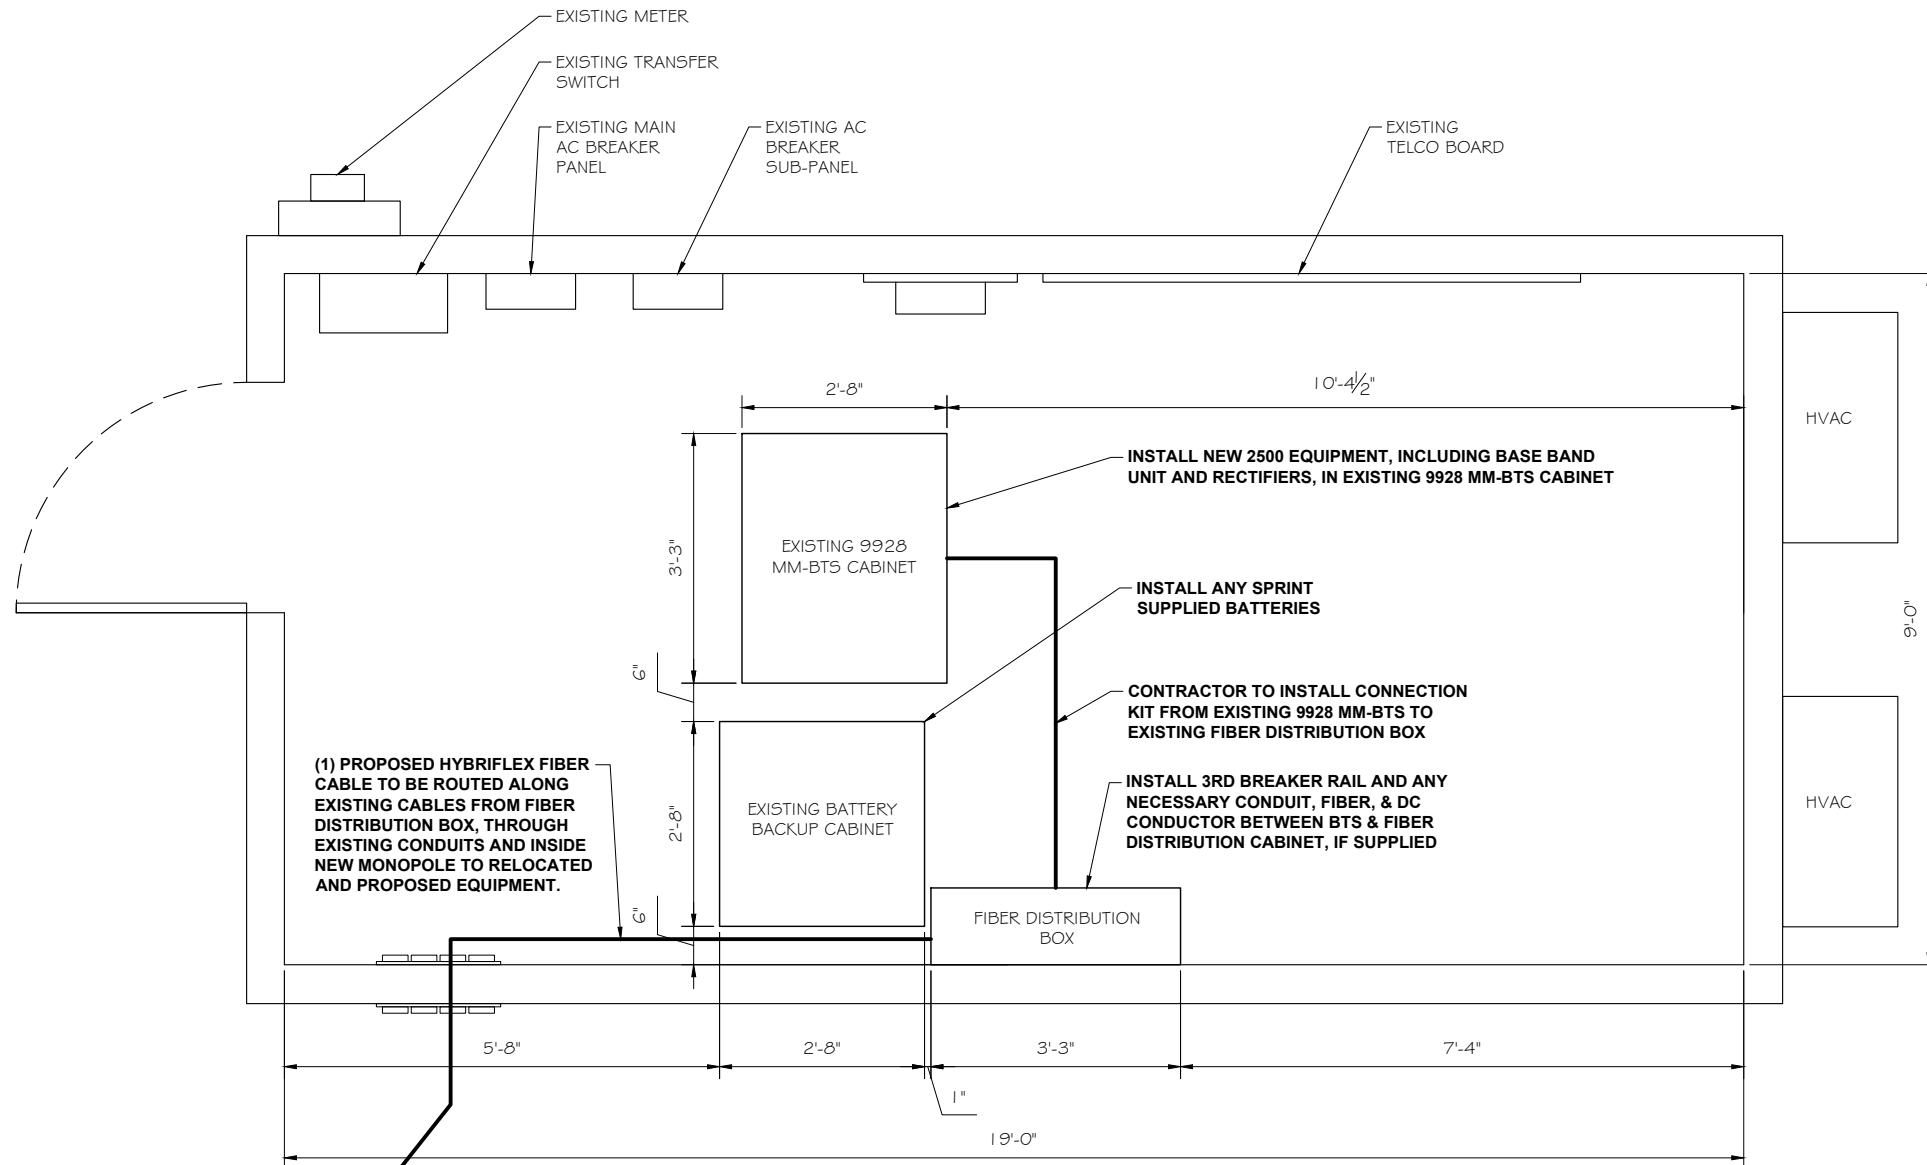 EXISTING METER
EXISTING TRANSFER
SWITCH
EXISTING MAIN
AC BREAKER
PANEL
EXISTING AC
BREAKER
SUB-PANEL
EXISTING
TELCO BOARD
2'-8"
10'-4½"
HVAC
INSTALL NEW 2500 EQUIPMENT, INCLUDING BASE BAND
UNIT AND RECTIFIERS, IN EXISTING 9928 MM-BTS CABINET
3'-3"
EXISTING 9928
MM-BTS CABINET
INSTALL ANY SPRINT
SUPPLIED BATTERIES
9'-0"
6"
CONTRACTOR TO INSTALL CONNECTION
KIT FROM EXISTING 9928 MM-BTS TO
EXISTING FIBER DISTRIBUTION BOX
(1) PROPOSED HYBRIFLEX FIBER
CABLE TO BE ROUTED ALONG
EXISTING CABLES FROM FIBER
DISTRIBUTION BOX, THROUGH
EXISTING CONDUITS AND INSIDE
NEW MONOPOLE TO RELOCATED
AND PROPOSED EQUIPMENT.
2'-8"
EXISTING BATTERY
BACKUP CABINET
INSTALL 3RD BREAKER RAIL AND ANY
NECESSARY CONDUIT, FIBER, & DC
CONDUCTOR BETWEEN BTS & FIBER
DISTRIBUTION CABINET, IF SUPPLIED
HVAC
6"
FIBER DISTRIBUTION
BOX
5'-8"
2'-8"
3'-3"
7'-4"
1"
19'-0"